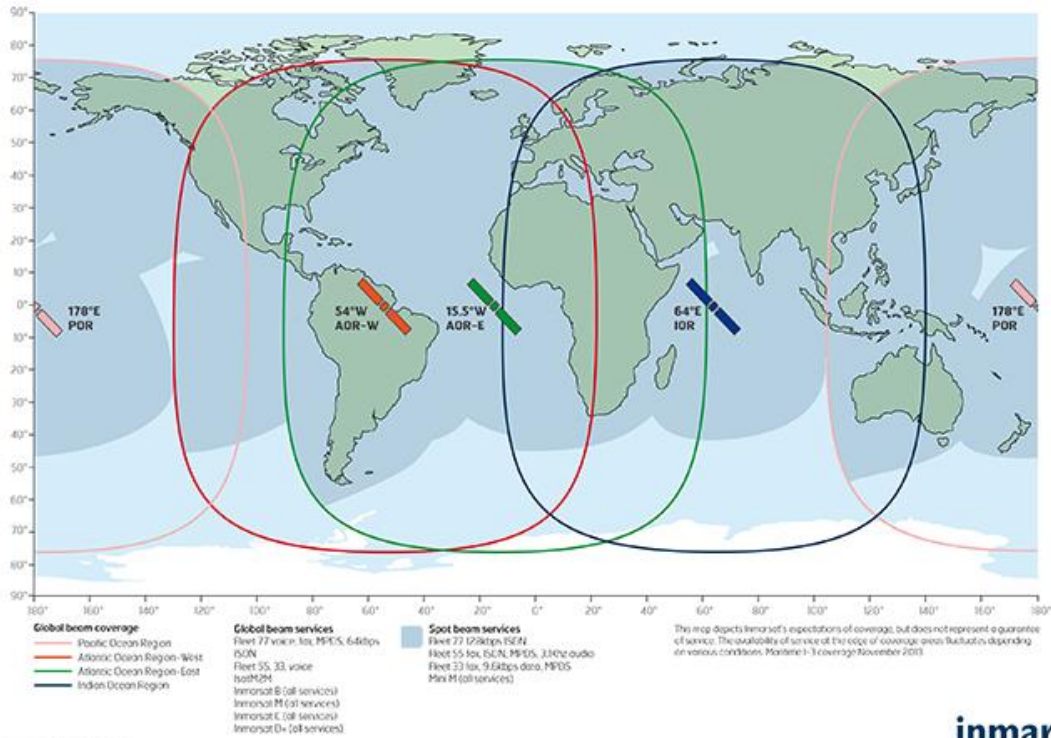 90°
80°
70°
60°
50°
40°
30°
20°
10°
0°
10°
20°
30°
40°
50°
60°
70°
80°
90°
178°E
POR
54°W
AOR-W
15.5°W
AOR-E
64°E
IOR
178°E
POR
180° 160° 140° 120° 100° 80° 60° 40° 20° 0° 20° 40° 60° 80° 100° 120° 140° 160° 180°
Global beam coverage
Pacific Ocean Region
Atlantic Ocean Region-West
Atlantic Ocean Region-East
Indian Ocean Region
Global beam services
Fleet 77 voice, fax, MPDS, 64kbps
ISDN
Fleet 55, 33, voice
IsatM2M
Inmarsat B (all services)
Inmarsat M (all services)
Inmarsat C (all services)
Inmarsat D+ (all services)
Spot beam services
Fleet 77 128kbps ISDN
Fleet 55 fax, ISDN, MPDS, 3.1Khz audio
Fleet 33 fax, 9.6kbps data, MPDS
Mini M (all services)
This map depicts Inmarsat's expectations of coverage, but does not represent a guarantee
of service. The availability of service at the edge of coverage areas fluctuates depending
on various conditions. Maritime I-3 coverage November 2013.
inmar